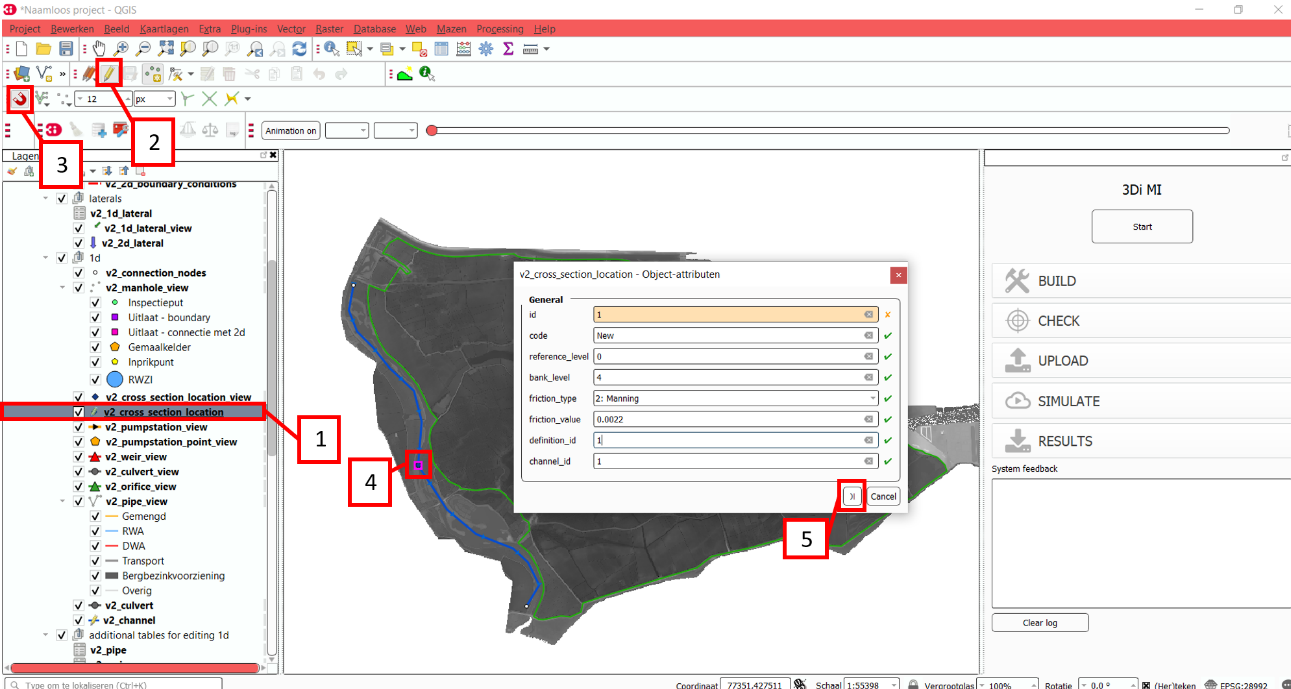 *Naamloos project - QGIS
Project Bewerken Beeld Kaartlagen Extra Plug-ins Vector Raster Database Web Mazen Processing Help
12 px
Animation on
Lagen
1
2
3
4
5
v2_2d_boundary_conditions
laterals
v2_1d_lateral
v2_1d_lateral_view
v2_2d_lateral
1d
v2_connection_nodes
v2_manhole_view
Inspectieput
Uitlaat - boundary
Uitlaat - connectie met 2d
Gemaalkelder
Inprikpunt
RWZI
v2_cross_section_location_view
v2_cross_section_location
v2_pumpstation_view
v2_pumpstation_point_view
v2_weir_view
v2_culvert_view
v2_orifice_view
v2_pipe_view
Gemengd
RWA
DWA
Transport
Bergbezinkvoorziening
Overig
v2_culvert
v2_channel
additional tables for editing 1d
v2_pipe
v2_cross_section_location - Object-attributen
General
id 1
code New
reference_level 0
bank_level 4
friction_type 2: Manning
friction_value 0.0022
definition_id 1
channel_id 1
Cancel
3Di MI
Start
BUILD
CHECK
UPLOAD
SIMULATE
RESULTS
System feedback
Clear log
Type om te lokaliseren (Ctrl+K)
Coordinaat 77351,427511 Schaal 1:55398 Vergrootglas 100% Rotatie 0,0 ° (Her)teken EPSG:28992